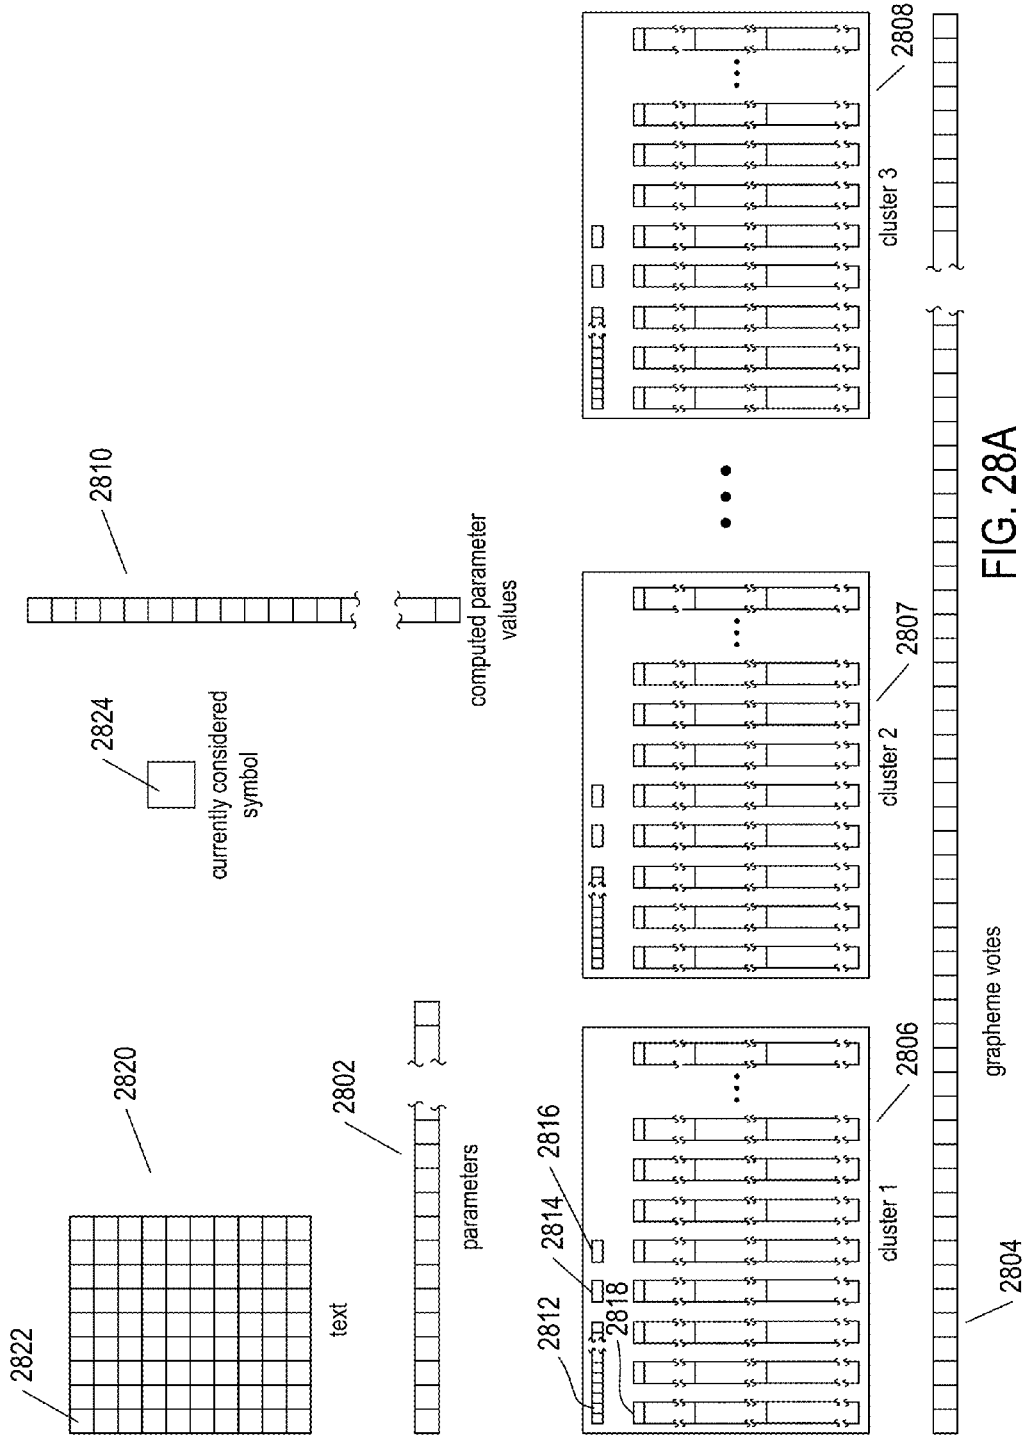 2822
2820
text
2824
currently considered
symbol
2810
computed parameter
values
2802
parameters
2812
2814
2816
2818
cluster 1
2806
cluster 2
2807
cluster 3
2808
2804
grapheme votes
FIG. 28A